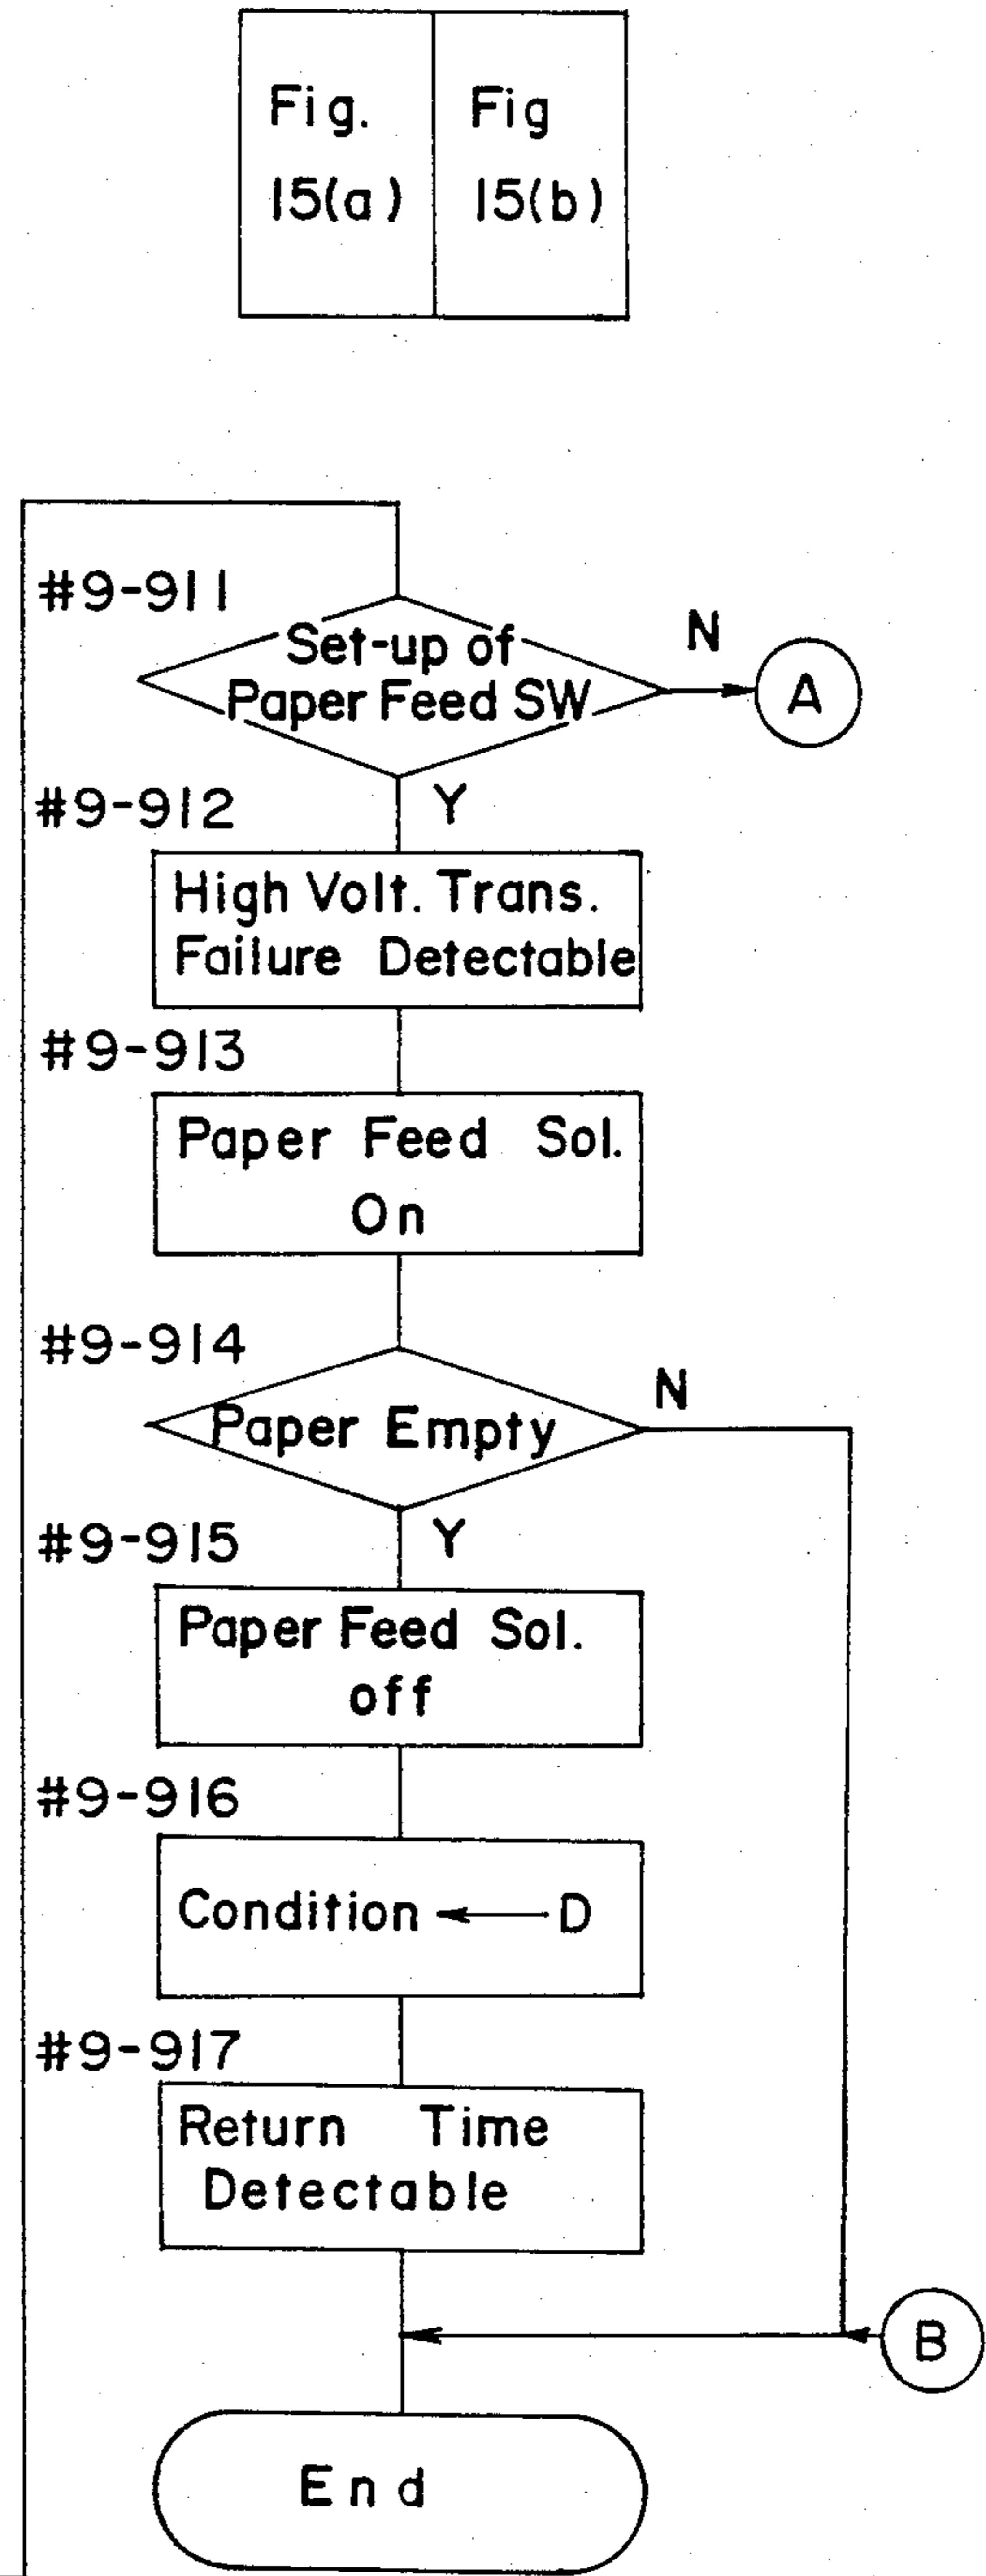 Fig.
15(a)
Fig
15(b)
#9-911
Set-up of
Paper Feed SW
N
A
Y
#9-912
High Volt. Trans.
Failure Detectable
#9-913
Paper Feed Sol.
On
#9-914
Paper Empty
N
Y
#9-915
Paper Feed Sol.
off
#9-916
Condition ← D
#9-917
Return Time
Detectable
B
End